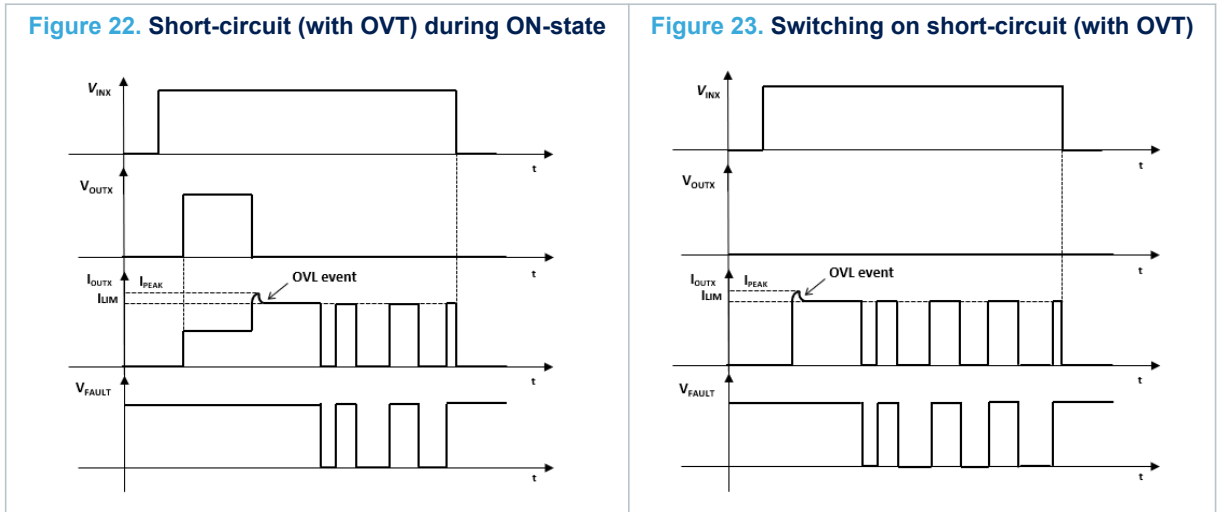 Figure 22. Short-circuit (with OVT) during ON-state
VINX
t
VOUTX
t
IOUTX
IPEAK
OVL event
ILIM
t
VFAULT
t
Figure 23. Switching on short-circuit (with OVT)
VINX
t
VOUTX
t
IOUTX
IPEAK
OVL event
ILIM
t
VFAULT
t